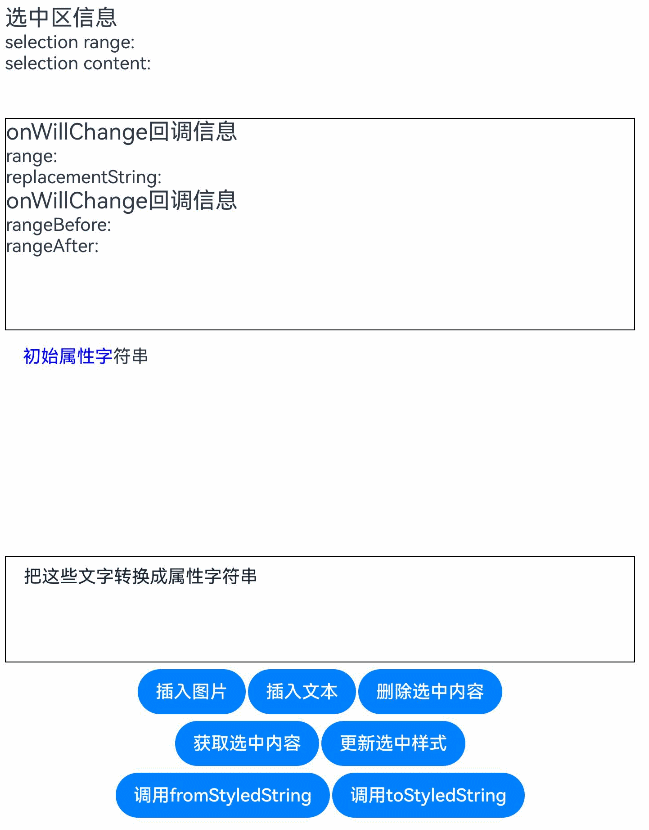 选中区信息
selection range:
selection content:
onWillChange回调信息
range:
replacementString:
onWillChange回调信息
rangeBefore:
rangeAfter:
初始属性字符串
把这些文字转换成属性字符串
插入图片 插入文本 删除选中内容
获取选中内容 更新选中样式
调用fromStyledString 调用toStyledString